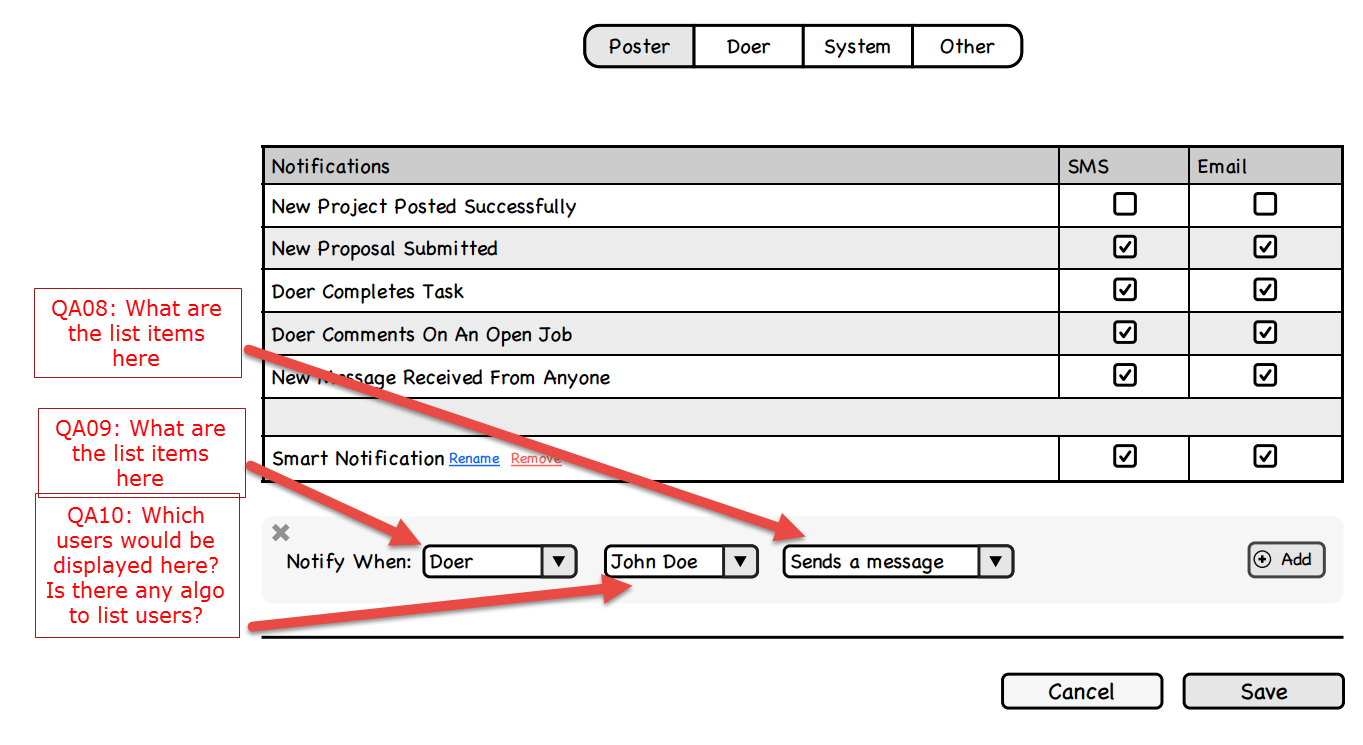 Poster Doer System Other
Notifications SMS Email
New Project Posted Successfully
New Proposal Submitted
Doer Completes Task
Doer Comments On An Open Job
New Message Received From Anyone
Smart Notification Rename Remove
QA08: What are
the list items
here
QA09: What are
the list items
here
QA10: Which
users would be
displayed here?
Is there any algo
to list users?
Notify When: Doer John Doe Sends a message Add
Cancel Save